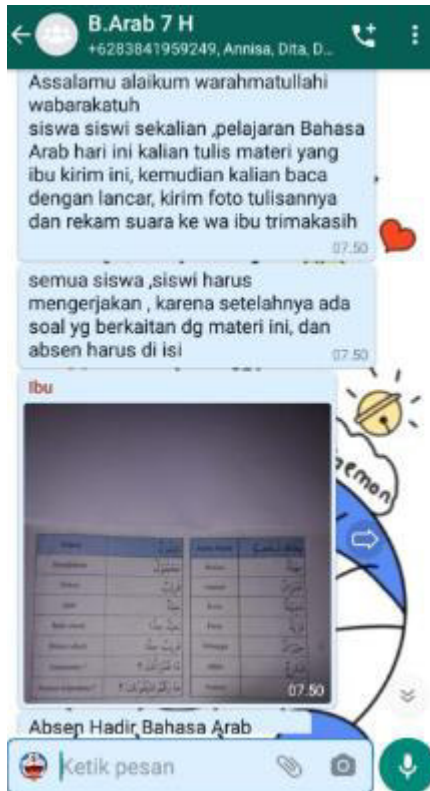 B.Arab 7 H
+6283841959249, Annisa, Dita, D...
Assalamu alaikum warahmatullahi
wabarakatuh
siswa siswi sekalian ,pelajaran Bahasa
Arab hari ini kalian tulis materi yang
ibu kirim ini, kemudian kalian baca
dengan lancar, kirim foto tulisannya
dan rekam suara ke wa ibu trimakasih
07.50
semua siswa ,siswi harus
mengerjakan , karena setelahnya ada
soal yg berkaitan dg materi ini, dan
absen harus di isi
07.50
Ibu
07.50
Absen Hadir Bahasa Arab
Ketik pesan